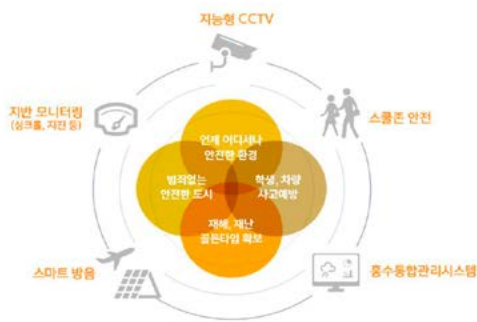 지능형 CCTV
지반 모니터링
(싱크홀, 지진 등)
스쿨존 안전
언제 어디서나
안전한 환경
범죄없는
안전한 도시
학생, 차량
사고예방
재해, 재난
골든타임 확보
스마트 방음
홍수통합관리시스템